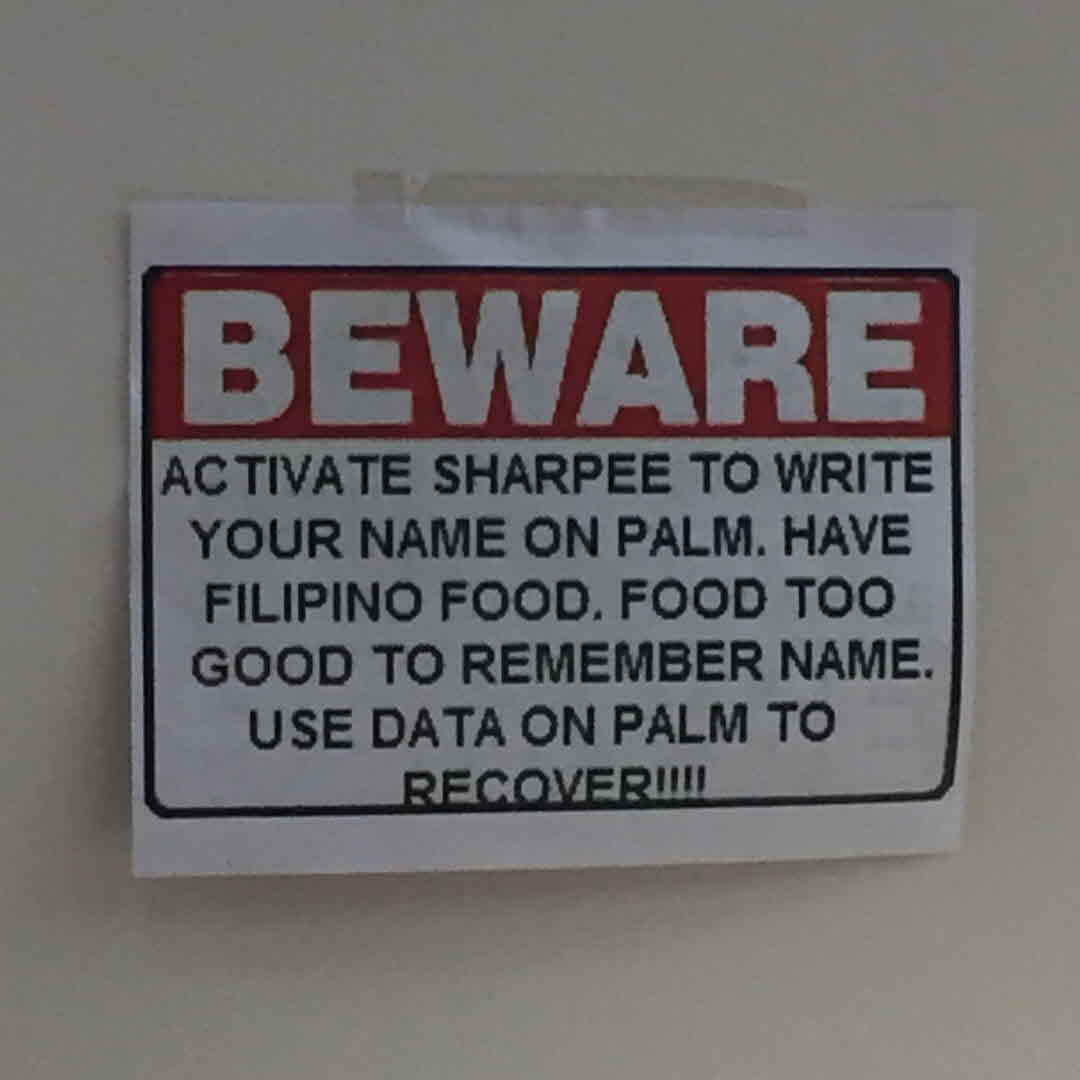 BEWARE
ACTIVATE SHARPEE TO WRITE
YOUR NAME ON PALM. HAVE
FILIPINO FOOD. FOOD TOO
GOOD TO REMEMBER NAME.
USE DATA ON PALM TO
RECOVER!!!!